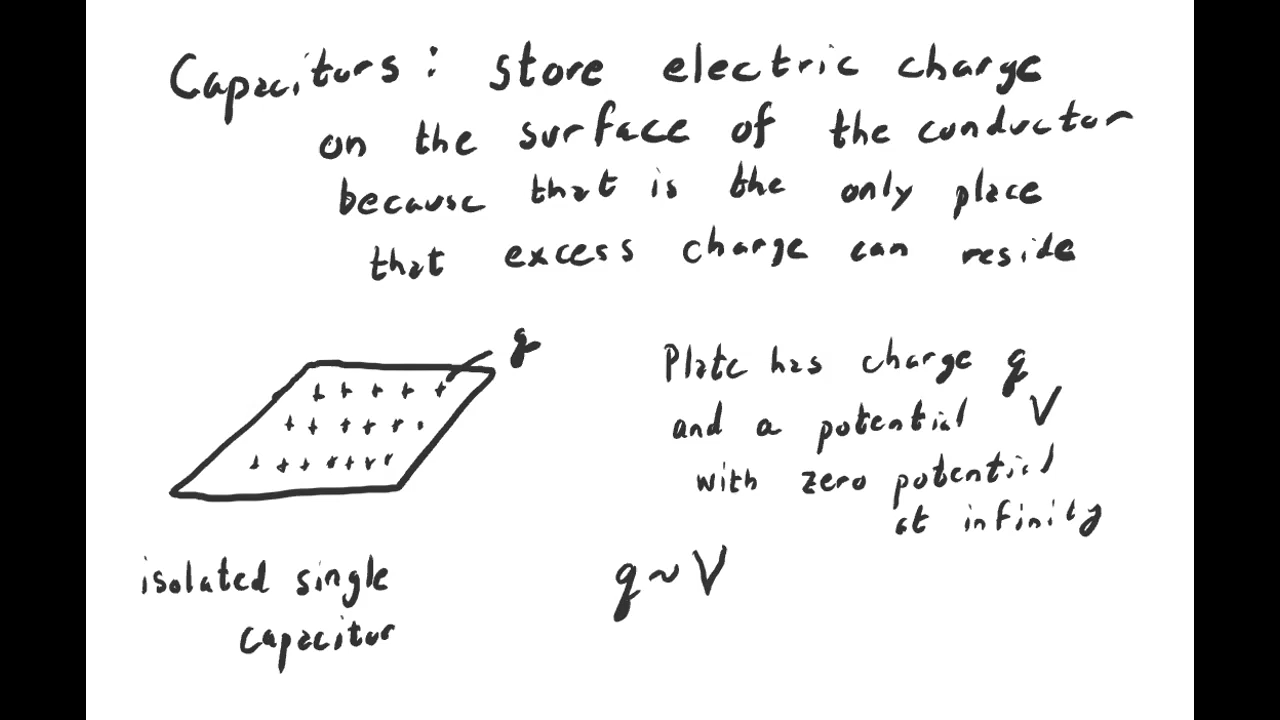 Capacitors: store electric charge
on the surface of the conductor
because that is the only place
that excess charge can reside
q
Plate has charge q
and a potential V
with zero potential
at infinity
isolated single
capacitor
q ~ V